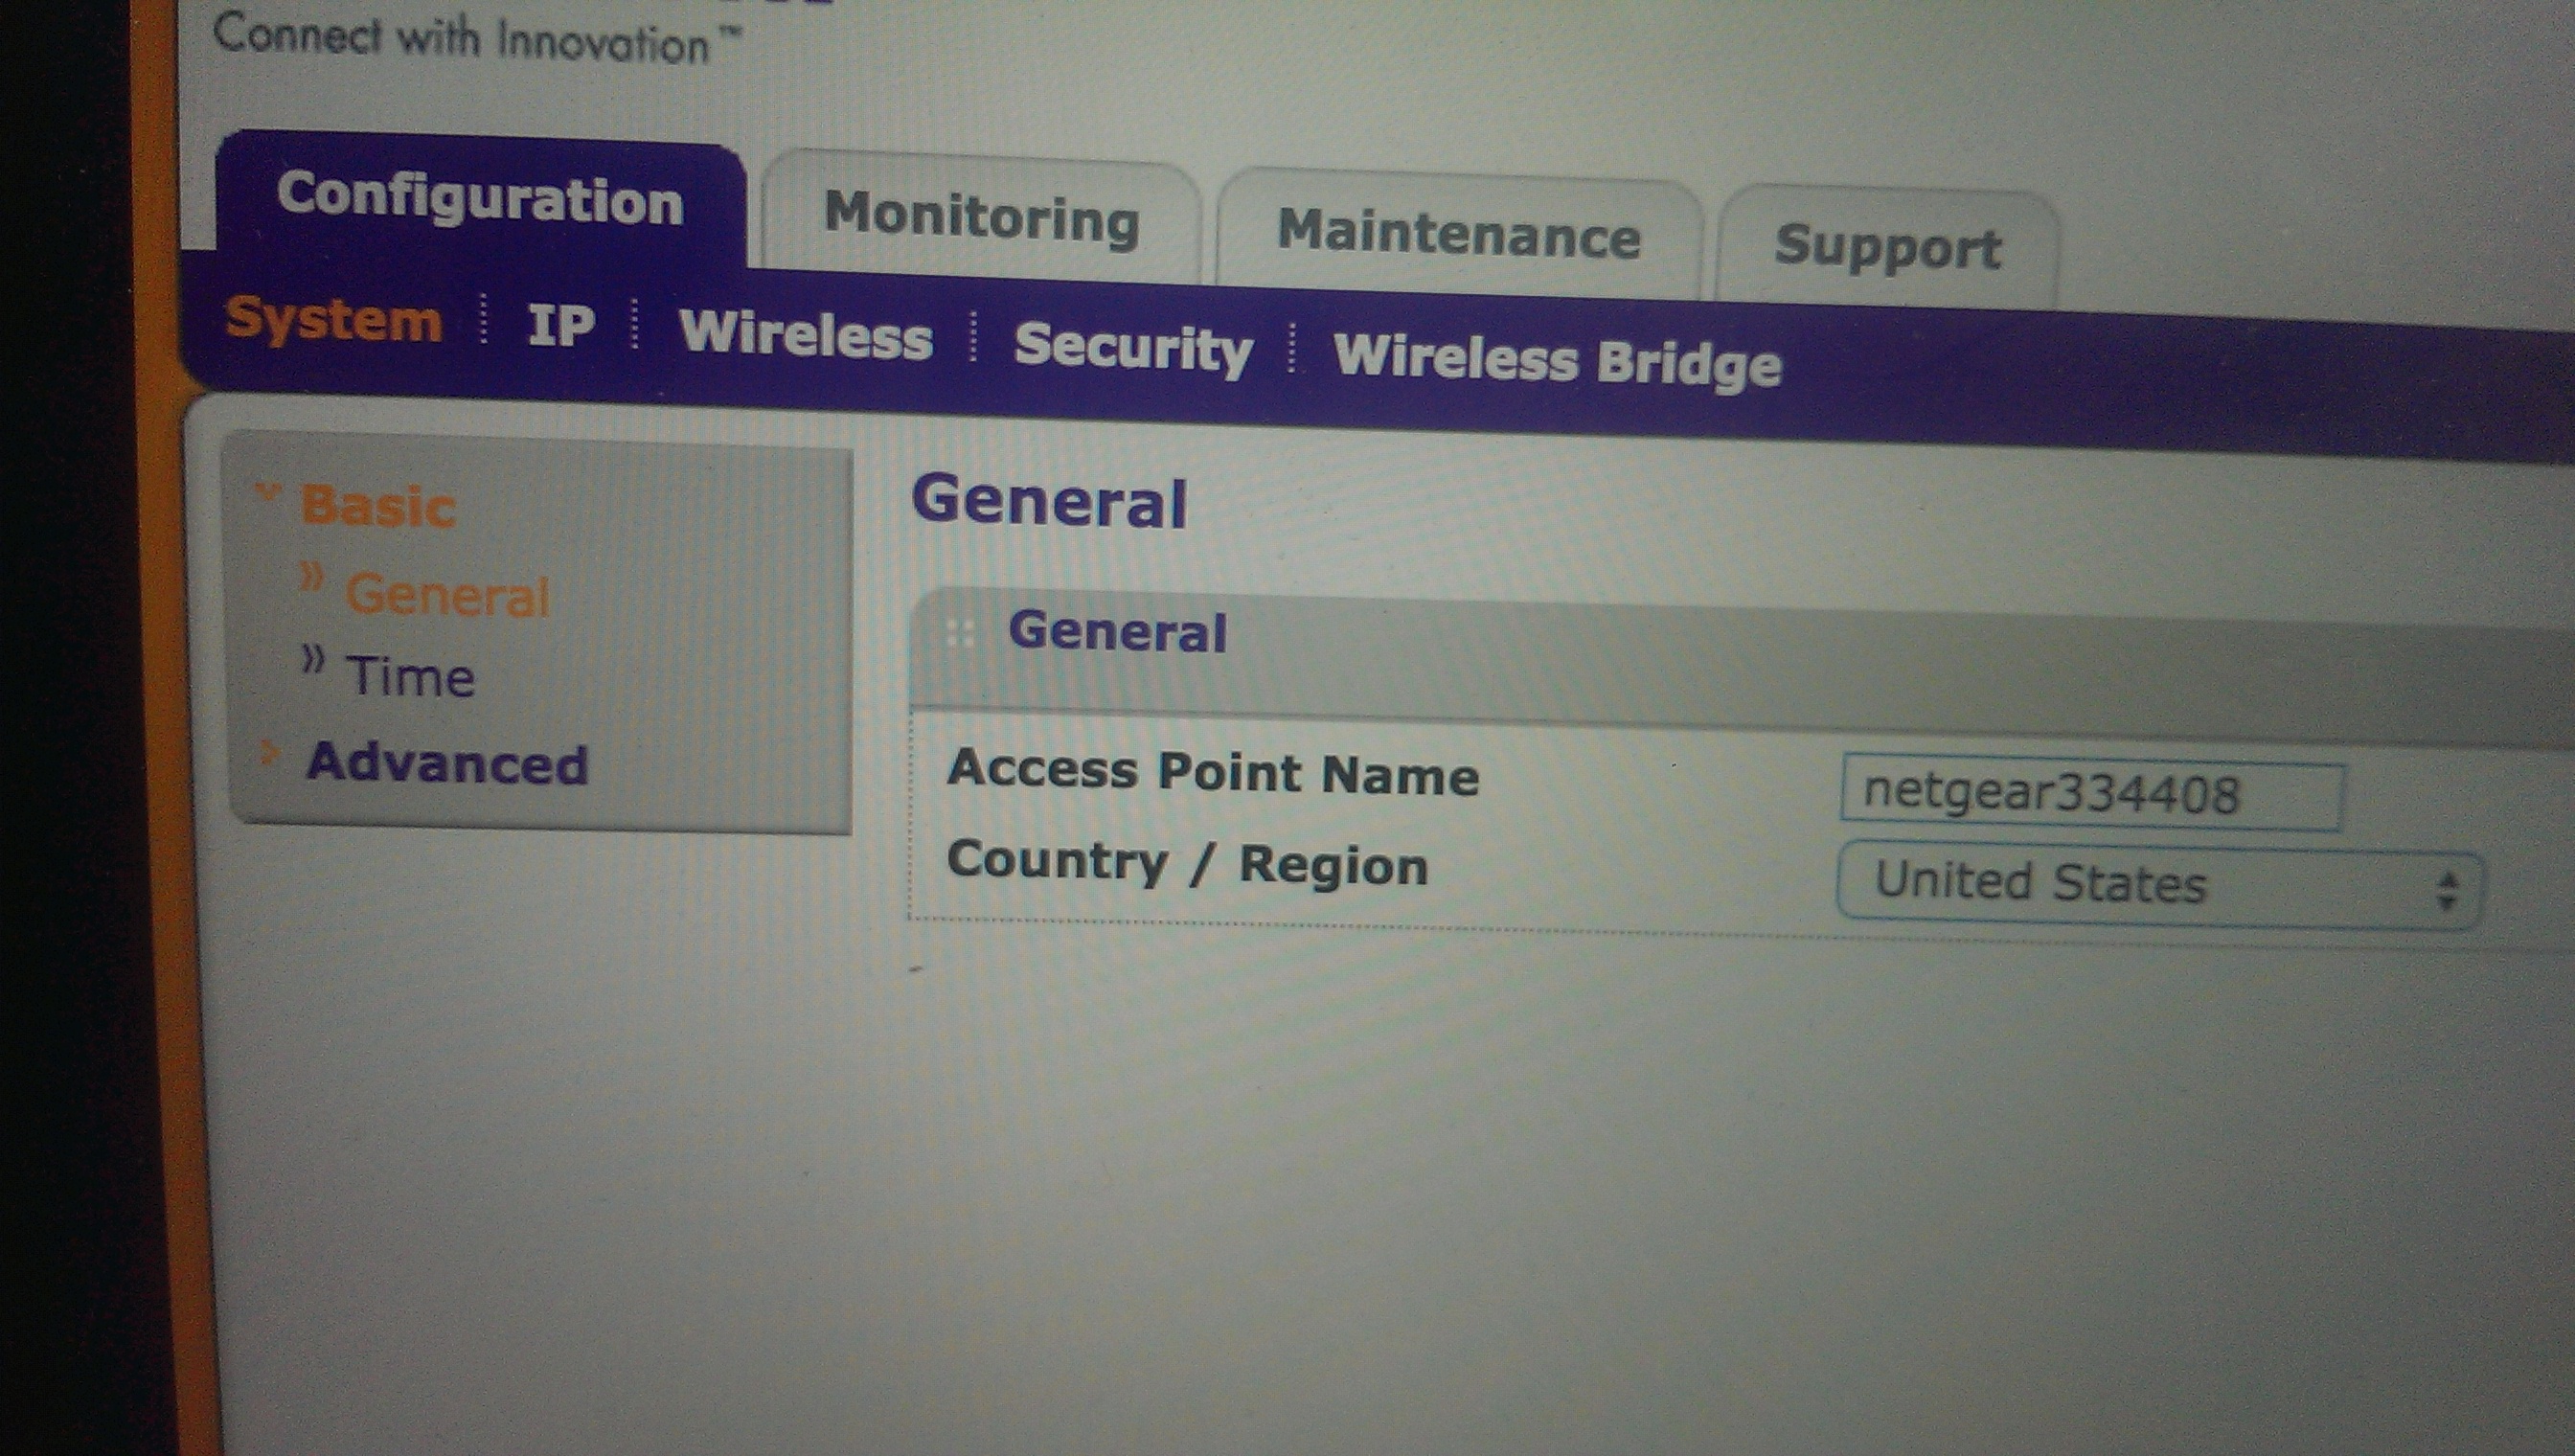 Connect with Innovation™
Configuration Monitoring Maintenance Support
System IP Wireless Security Wireless Bridge
Basic
General
Time
Advanced
General
General
Access Point Name netgear334408
Country / Region United States